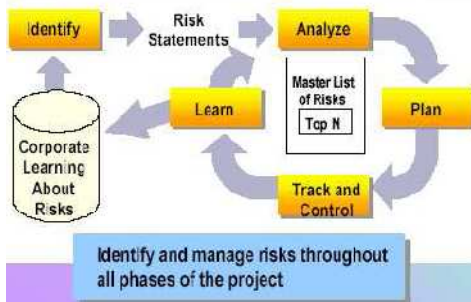 Identify
Risk
Statements
Analyze
Master List
of Risks
Top N
Learn
Plan
Corporate
Learning
About
Risks
Track and
Control
Identify and manage risks throughout
all phases of the project